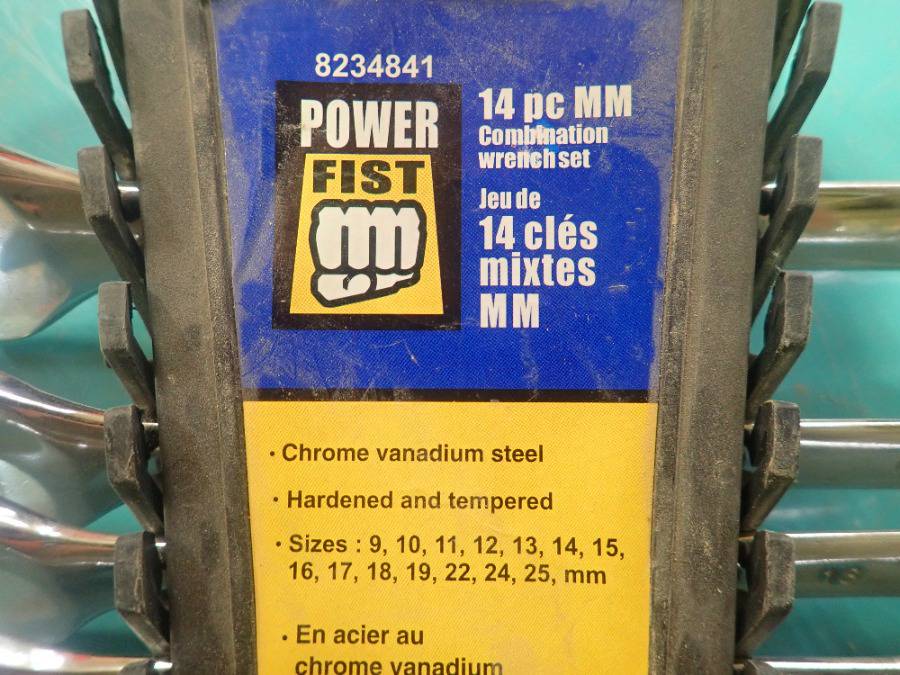 8234841
POWER
FIST
14 pc MM
Combination
wrench set
Jeu de
14 clés
mixtes
MM
· Chrome vanadium steel
· Hardened and tempered
· Sizes : 9, 10, 11, 12, 13, 14, 15,
16, 17, 18, 19, 22, 24, 25, mm
· En acier au
chrome vanadium